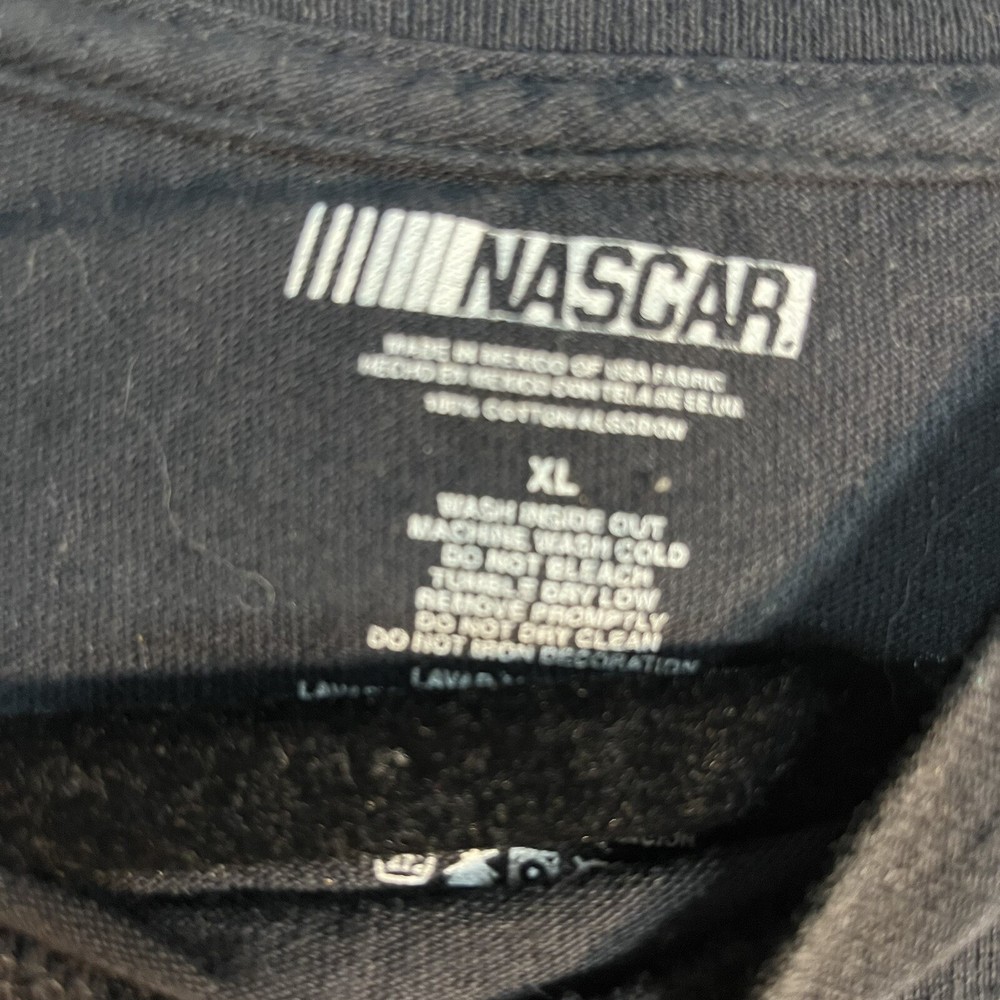 NASCAR.
MADE IN MEXICO OF USA FABRIC
HECHO EN MEXICO CON TELA DE EE.UU.
100% COTTON/ALGODON
XL
WASH INSIDE OUT
MACHINE WASH COLD
DO NOT BLEACH
TUMBLE DRY LOW
REMOVE PROMPTLY
DO NOT DRY CLEAN
DO NOT IRON DECORATION